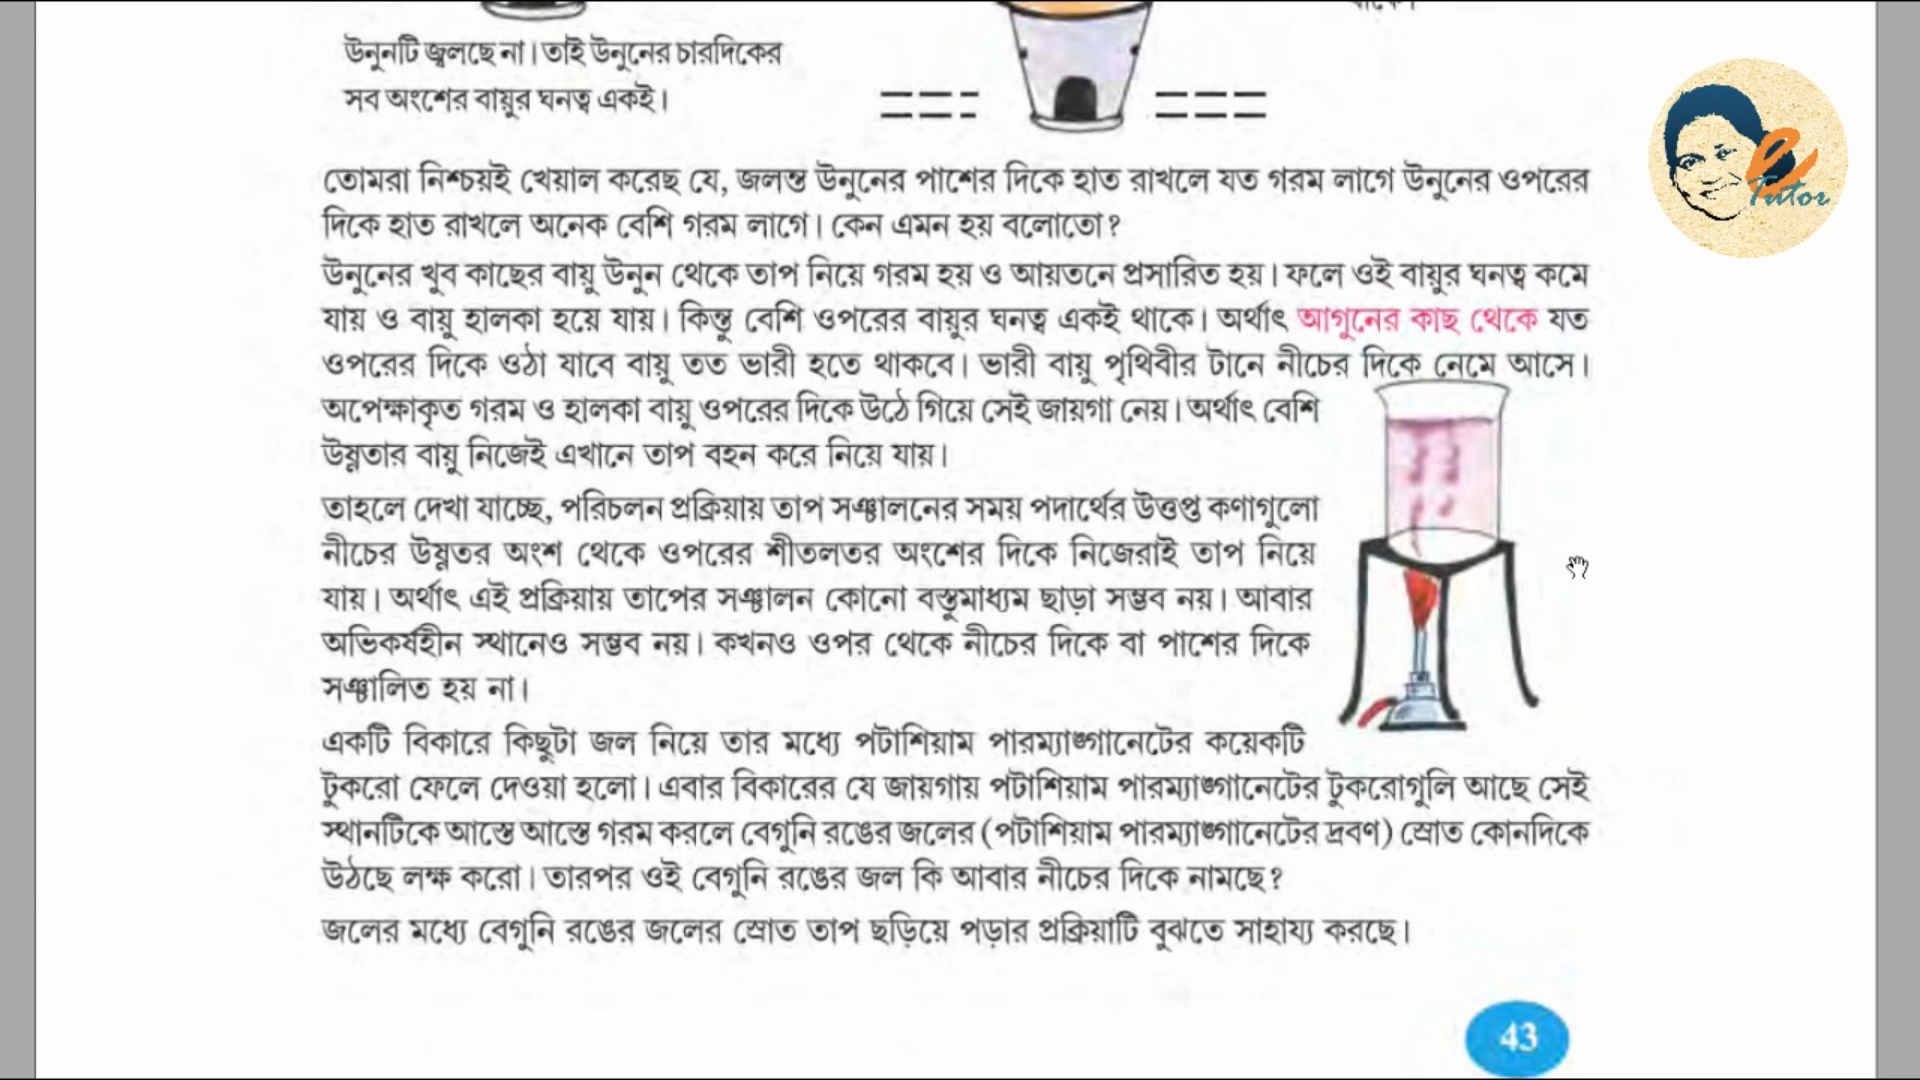 উনুনটি জ্বলছে না। তাই উনুনের চারদিকের
সব অংশের বায়ুর ঘনত্ব একই।
তোমরা নিশ্চয়ই খেয়াল করেছ যে, জলন্ত উনুনের পাশের দিকে হাত রাখলে যত গরম লাগে উনুনের ওপরের
দিকে হাত রাখলে অনেক বেশি গরম লাগে। কেন এমন হয় বলোতো?
উনুনের খুব কাছের বায়ু উনুন থেকে তাপ নিয়ে গরম হয় ও আয়তনে প্রসারিত হয়। ফলে ওই বায়ুর ঘনত্ব কমে
যায় ও বায়ু হালকা হয়ে যায়। কিন্তু বেশি ওপরের বায়ুর ঘনত্ব একই থাকে। অর্থাৎ আগুনের কাছ থেকে যত
ওপরের দিকে ওঠা যাবে বায়ু তত ভারী হতে থাকবে। ভারী বায়ু পৃথিবীর টানে নীচের দিকে নেমে আসে।
অপেক্ষাকৃত গরম ও হালকা বায়ু ওপরের দিকে উঠে গিয়ে সেই জায়গা নেয়। অর্থাৎ বেশি
উষ্ণতার বায়ু নিজেই এখানে তাপ বহন করে নিয়ে যায়।
তাহলে দেখা যাচ্ছে, পরিচলন প্রক্রিয়ায় তাপ সঞ্চালনের সময় পদার্থের উত্তপ্ত কণাগুলো
নীচের উষ্ণতর অংশ থেকে ওপরের শীতলতর অংশের দিকে নিজেরাই তাপ নিয়ে
যায়। অর্থাৎ এই প্রক্রিয়ায় তাপের সঞ্চালন কোনো বস্তুমাধ্যম ছাড়া সম্ভব নয়। আবার
অভিকর্ষহীন স্থানেও সম্ভব নয়। কখনও ওপর থেকে নীচের দিকে বা পাশের দিকে
সঞ্চালিত হয় না।
একটি বিকারে কিছুটা জল নিয়ে তার মধ্যে পটাশিয়াম পারম্যাঙ্গানেটের কয়েকটি
টুকরো ফেলে দেওয়া হলো। এবার বিকারের যে জায়গায় পটাশিয়াম পারম্যাঙ্গানেটের টুকরোগুলি আছে সেই
স্থানটিকে আস্তে আস্তে গরম করলে বেগুনি রঙের জলের (পটাশিয়াম পারম্যাঙ্গানেটের দ্রবণ) স্রোত কোনদিকে
উঠছে লক্ষ করো। তারপর ওই বেগুনি রঙের জল কি আবার নীচের দিকে নামছে?
জলের মধ্যে বেগুনি রঙের জলের স্রোত তাপ ছড়িয়ে পড়ার প্রক্রিয়াটি বুঝতে সাহায্য করছে।
43
e
Tutor